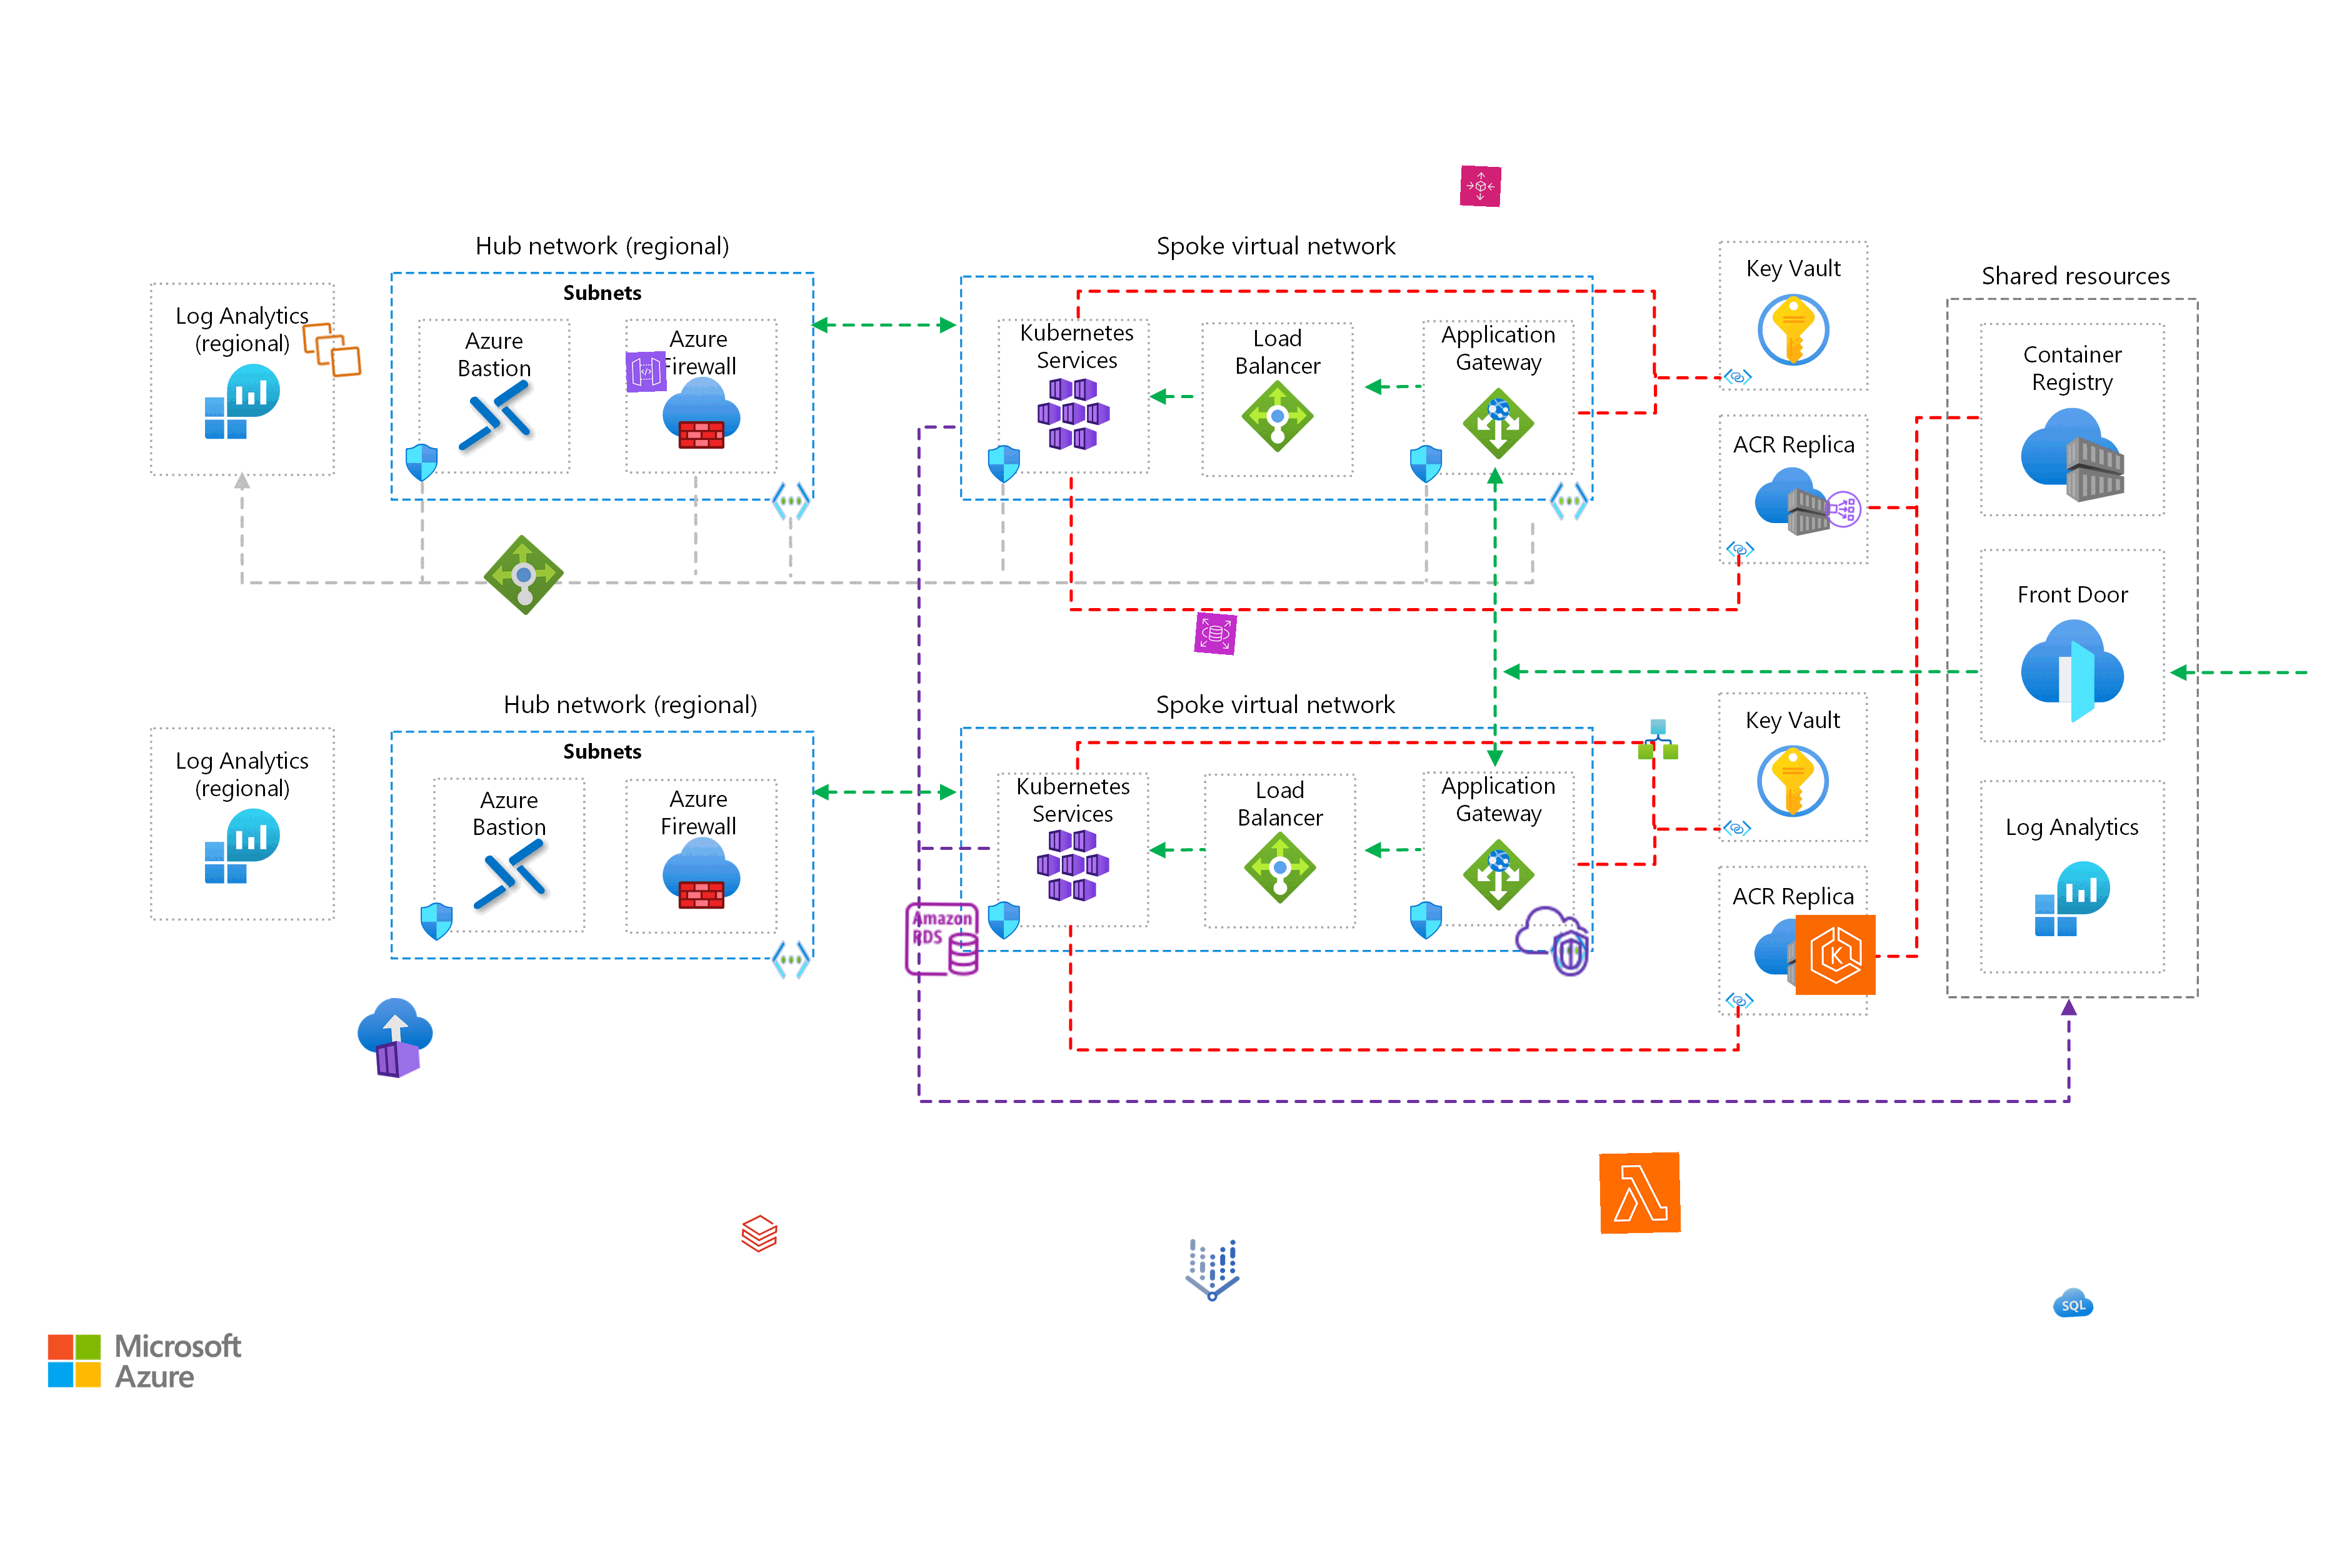 Hub network (regional)
Spoke virtual network
Shared resources
Log Analytics
(regional)
Subnets
Azure
Bastion
Azure
Firewall
Kubernetes
Services
Load
Balancer
Application
Gateway
Key Vault
ACR Replica
Container
Registry
Front Door
Hub network (regional)
Spoke virtual network
Log Analytics
(regional)
Subnets
Azure
Bastion
Azure
Firewall
Kubernetes
Services
Load
Balancer
Application
Gateway
Key Vault
ACR Replica
Log Analytics
Amazon
RDS
K
SQL
Microsoft
Azure